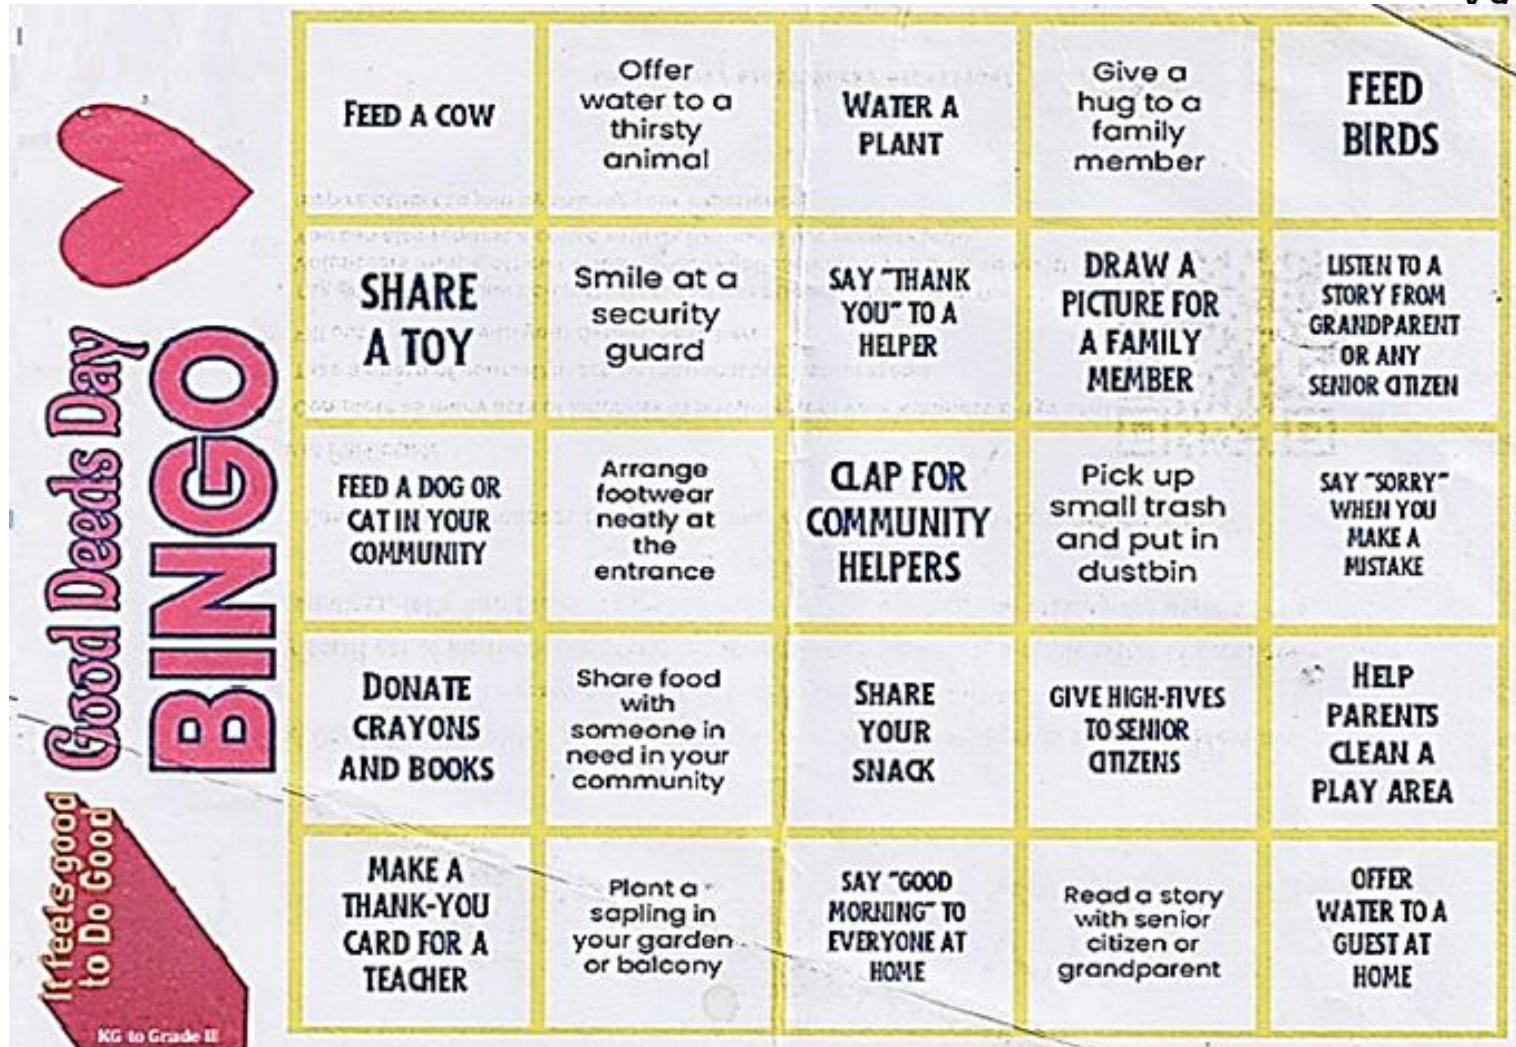 Good Deeds Day
BINGO
It feels good
to Do Good
KG to Grade II
FEED A COW
Offer
water to a
thirsty
animal
WATER A
PLANT
Give a
hug to a
family
member
FEED
BIRDS
SHARE
A TOY
Smile at a
security
guard
SAY "THANK
YOU" TO A
HELPER
DRAW A
PICTURE FOR
A FAMILY
MEMBER
LISTEN TO A
STORY FROM
GRANDPARENT
OR ANY
SENIOR CITIZEN
FEED A DOG OR
CAT IN YOUR
COMMUNITY
Arrange
footwear
neatly at
the
entrance
CLAP FOR
COMMUNITY
HELPERS
Pick up
small trash
and put in
dustbin
SAY "SORRY"
WHEN YOU
MAKE A
MISTAKE
DONATE
CRAYONS
AND BOOKS
Share food
with
someone in
need in your
community
SHARE
YOUR
SNACK
GIVE HIGH-FIVES
TO SENIOR
CITIZENS
HELP
PARENTS
CLEAN A
PLAY AREA
MAKE A
THANK-YOU
CARD FOR A
TEACHER
Plant a
sapling in
your garden
or balcony
SAY "GOOD
MORNING" TO
EVERYONE AT
HOME
Read a story
with senior
citizen or
grandparent
OFFER
WATER TO A
GUEST AT
HOME